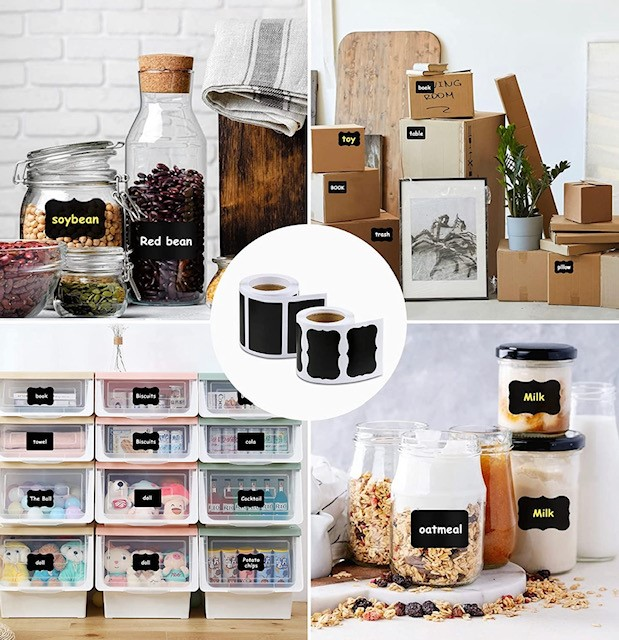 soybean
Red bean
book
VING
ROOM
toy
table
BOOK
trash
pillow
book
Biscuits
towel
Biscuits
cola
The Ball
doll
Cocktail
doll
doll
Potato
chips
Milk
Milk
oatmeal